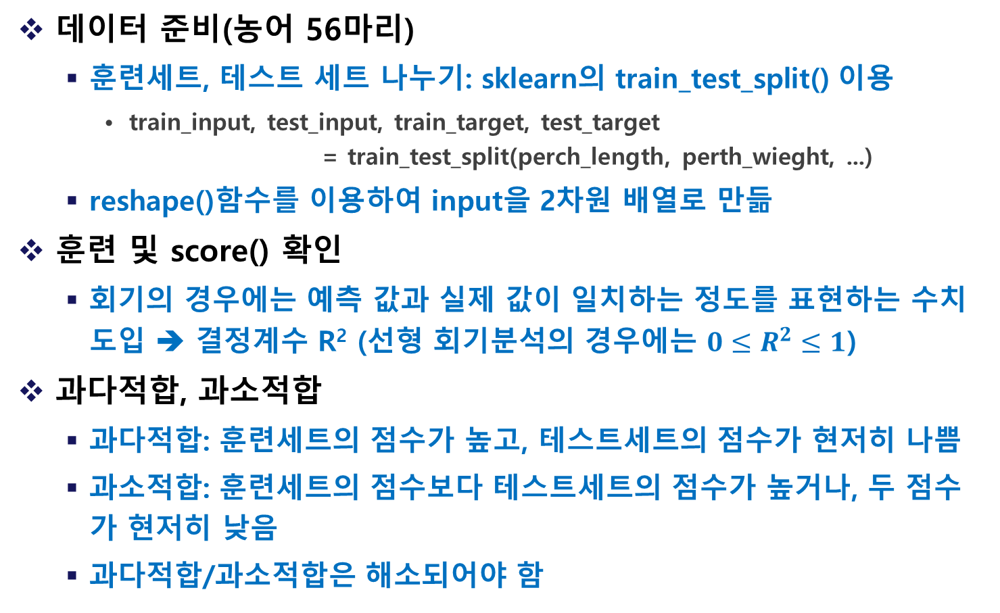 ❖ 데이터 준비(농어 56마리)
▪ 훈련세트, 테스트 세트 나누기: sklearn의 train_test_split() 이용
• train_input, test_input, train_target, test_target
= train_test_split(perch_length, perth_wieght, ...)
▪ reshape()함수를 이용하여 input을 2차원 배열로 만듦
❖ 훈련 및 score() 확인
▪ 회기의 경우에는 예측 값과 실제 값이 일치하는 정도를 표현하는 수치
도입 ➔ 결정계수 R² (선형 회기분석의 경우에는 0 ≤ R² ≤ 1)
❖ 과다적합, 과소적합
▪ 과다적합: 훈련세트의 점수가 높고, 테스트세트의 점수가 현저히 나쁨
▪ 과소적합: 훈련세트의 점수보다 테스트세트의 점수가 높거나, 두 점수
가 현저히 낮음
▪ 과다적합/과소적합은 해소되어야 함